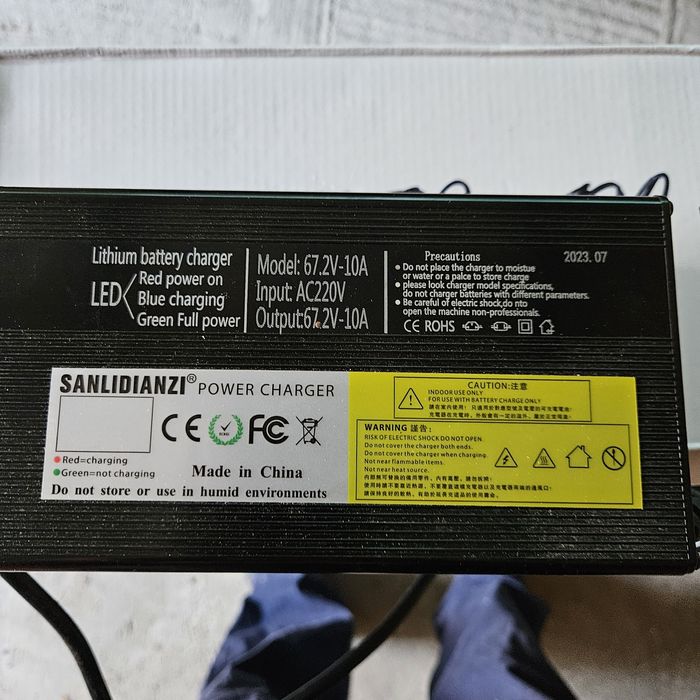 Lithium battery charger
LED
Red power on
Blue charging
Green Full power
Model: 67.2V-10A
Input: AC220V
Output:67.2V-10A
Precautions
2023.07
Do not place the charger to moistue
or water or a palce to storge charge
please look charger model specifications,
do not charger batteries with different parameters.
Be careful of electric shock,do nto
open the machine non-professionals.
CE ROHS
SANLIDIANZI® POWER CHARGER
CE FC
Red=charging
Green=not charging
Made in China
Do not store or use in humid environments
CAUTION:注意
INDOOR USE ONLY
FOR USE WITH BATTERY CHARGE ONLY
WARNING 謹告:
RISK OF ELECTRIC SHOCK DO NOT OPEN.
Do not cover the charger both ends.
Do not cover the charger when charging.
Not near flammable items.
Not near heat source.